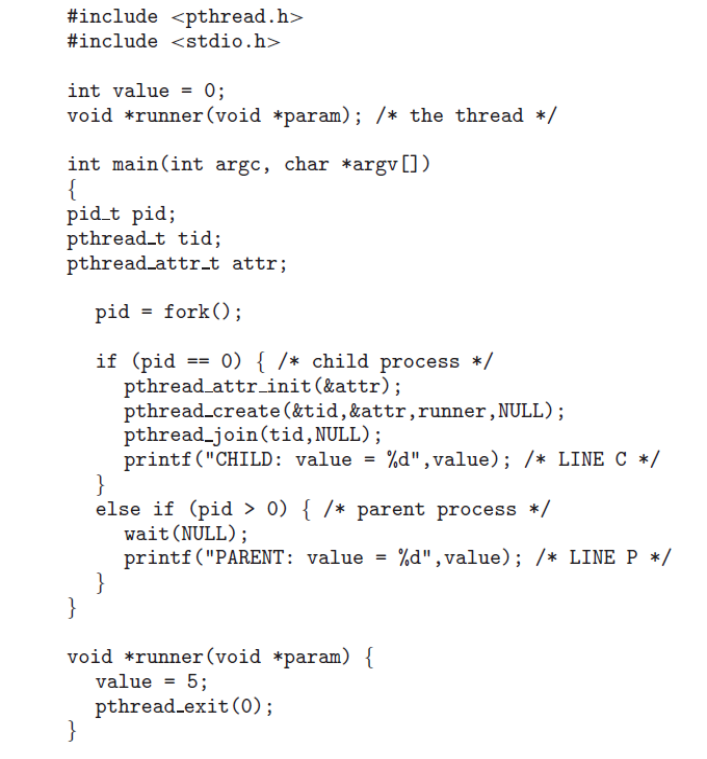 #include <pthread.h>
#include <stdio.h>
int value = 0;
void *runner(void *param); /* the thread */
int main(int argc, char *argv[])
{
pid_t pid;
pthread_t tid;
pthread_attr_t attr;
pid = fork();
if (pid == 0) { /* child process */
pthread_attr_init(&attr);
pthread_create(&tid,&attr,runner,NULL);
pthread_join(tid,NULL);
printf("CHILD: value = %d",value); /* LINE C */
}
else if (pid > 0) { /* parent process */
wait(NULL);
printf("PARENT: value = %d",value); /* LINE P */
}
}
void *runner(void *param) {
value = 5;
pthread_exit(0);
}